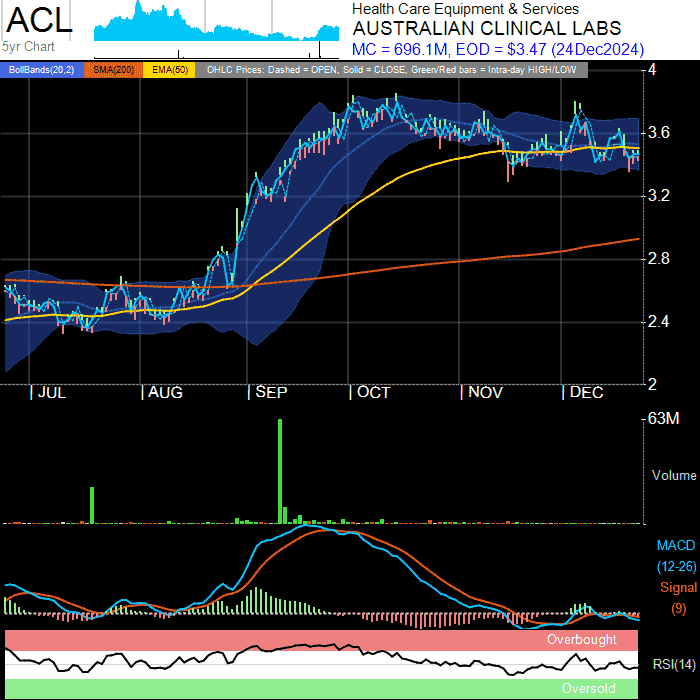 ACL
5yr Chart
Health Care Equipment & Services
AUSTRALIAN CLINICAL LABS
MC = 696.1M, EOD = $3.47 (24Dec2024)
BollBands(20,2) SMA(200) EMA(50) OHLC Prices: Dashed = OPEN, Solid = CLOSE, Green/Red bars = Intra-day HIGH/LOW
4
3.6
3.2
2.8
2.4
2
JUL AUG SEP OCT NOV DEC
63M
Volume
MACD
(12-26)
Signal
(9)
Overbought
RSI(14)
Oversold